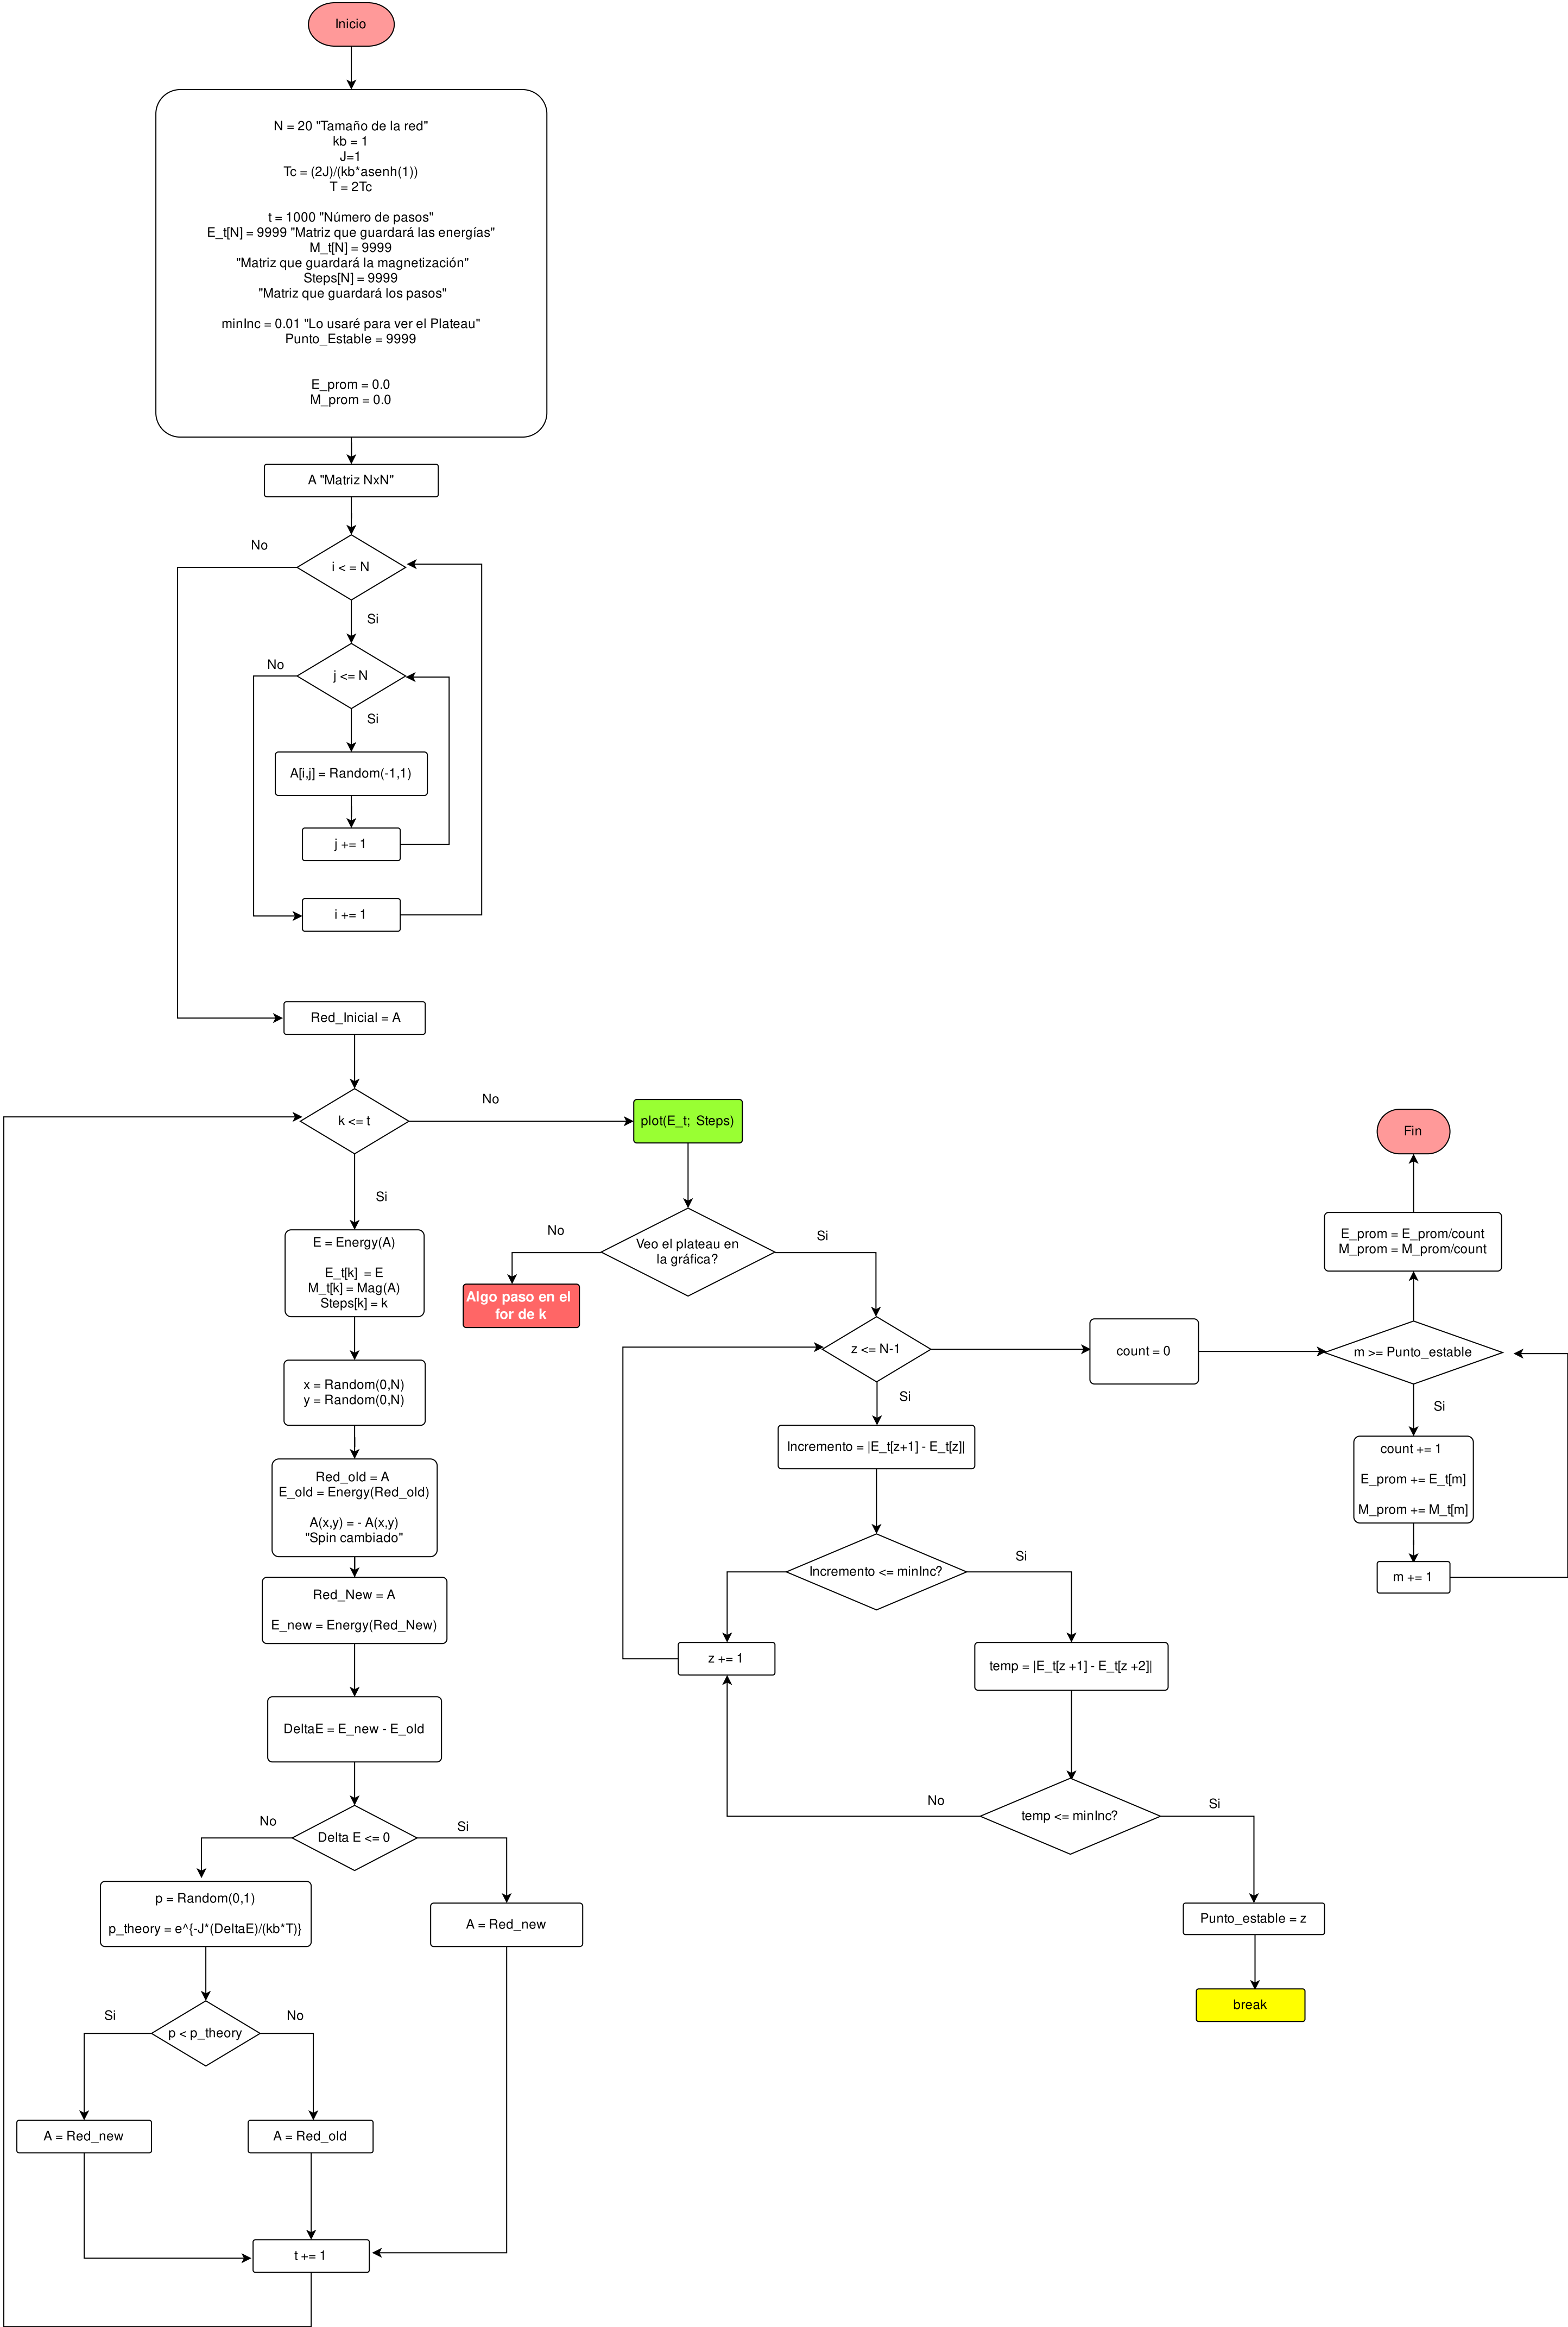 Inicio
N = 20 "Tamaño de la red"
kb = 1
J=1
Tc = (2J)/(kb*asenh(1))
T = 2Tc
t = 1000 "Número de pasos"
E_t[N] = 9999 "Matriz que guardará las energías"
M_t[N] = 9999
"Matriz que guardará la magnetización"
Steps[N] = 9999
"Matriz que guardará los pasos"
minInc = 0.01 "Lo usaré para ver el Plateau"
Punto_Estable = 9999
E_prom = 0.0
M_prom = 0.0
A "Matriz NxN"
No
i < = N
Si
No
j <= N
Si
A[i,j] = Random(-1,1)
j += 1
i += 1
Red_Inicial = A
k <= t
No
Si
E = Energy(A)
E_t[k] = E
M_t[k] = Mag(A)
Steps[k] = k
x = Random(0,N)
y = Random(0,N)
Red_old = A
E_old = Energy(Red_old)
A(x,y) = - A(x,y)
"Spin cambiado"
Red_New = A
E_new = Energy(Red_New)
DeltaE = E_new - E_old
No
Delta E <= 0
Si
p = Random(0,1)
p_theory = e^{-J*(DeltaE)/(kb*T)}
A = Red_new
Si
p < p_theory
No
A = Red_new
A = Red_old
t += 1
plot(E_t; Steps)
No
Veo el plateau en
la gráfica?
Si
Algo paso en el
for de k
z <= N-1
Si
Incremento = |E_t[z+1] - E_t[z]|
Incremento <= minInc?
Si
z += 1
temp = |E_t[z +1] - E_t[z +2]|
No
temp <= minInc?
Si
Punto_estable = z
break
count = 0
Fin
E_prom = E_prom/count
M_prom = M_prom/count
m >= Punto_estable
Si
count += 1
E_prom += E_t[m]
M_prom += M_t[m]
m += 1